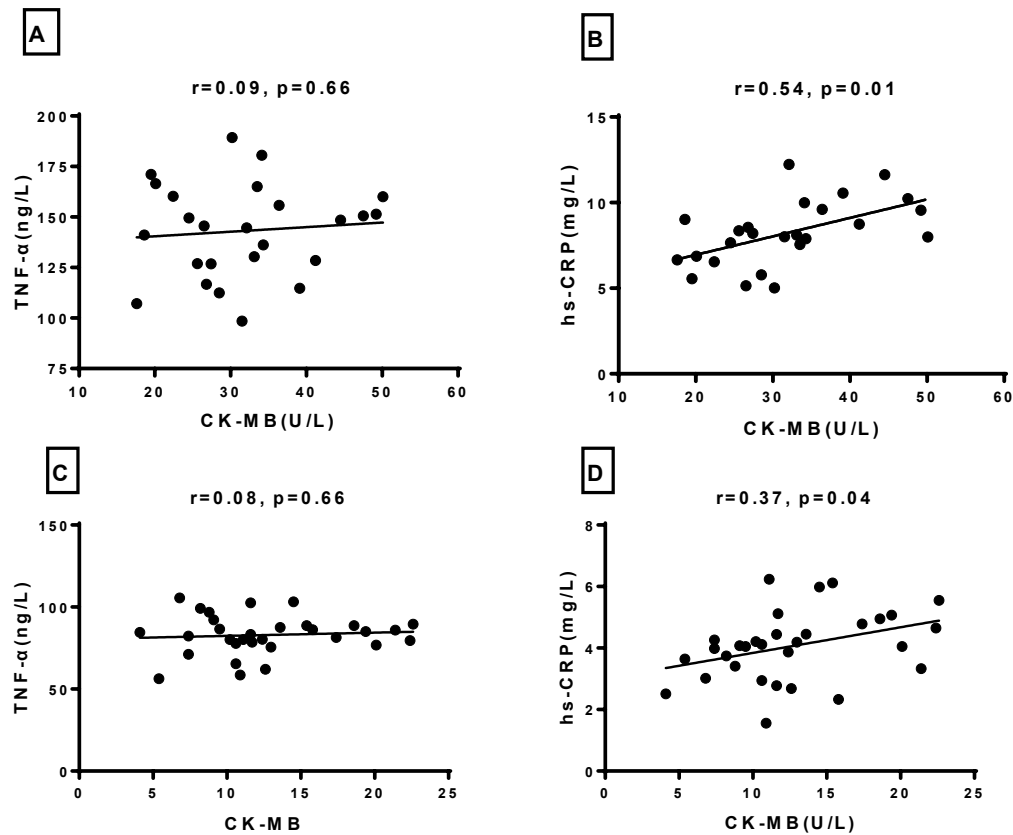 A
r=0.09, p=0.66
TNF-α(ng/L)
200
175
150
125
100
75
10 20 30 40 50 60
CK-MB(U/L)
B
r=0.54, p=0.01
hs-CRP(mg/L)
15
10
5
0
10 20 30 40 50 60
CK-MB(U/L)
C
r=0.08, p=0.66
TNF-α(ng/L)
150
100
50
0
0 5 10 15 20 25
CK-MB
D
r=0.37, p=0.04
hs-CRP(mg/L)
8
6
4
2
0
0 5 10 15 20 25
CK-MB(U/L)